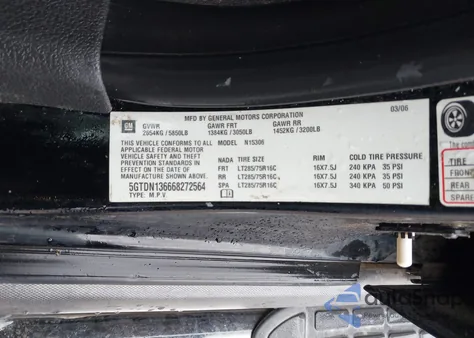 MFD BY GENERAL MOTORS CORPORATION
03/06
GM GVWR GAWR FRT GAWR RR
2654KG / 5850LB 1384KG / 3050LB 1452KG / 3200LB
THIS VEHICLE CONFORMS TO ALL MODEL: N15306
APPLICABLE FEDERAL MOTOR
VEHICLE SAFETY AND THEFT
PREVENTION STANDARDS IN EFFECT
ON THE DATE OF MANUFACTURE
SHOWN ABOVE.
5GTDN136668272564
TYPE: M.P.V
NADA TIRE SIZE RIM COLD TIRE PRESSURE
FRT LT285/75R16C 16X7.5J 240 KPA 35 PSI
RR LT285/75R16C 16X7.5J 240 KPA 35 PSI
SPA LT285/75R16C 16X7.5J 340 KPA 50 PSI
TIRE
FRONT
REAR
SPARE